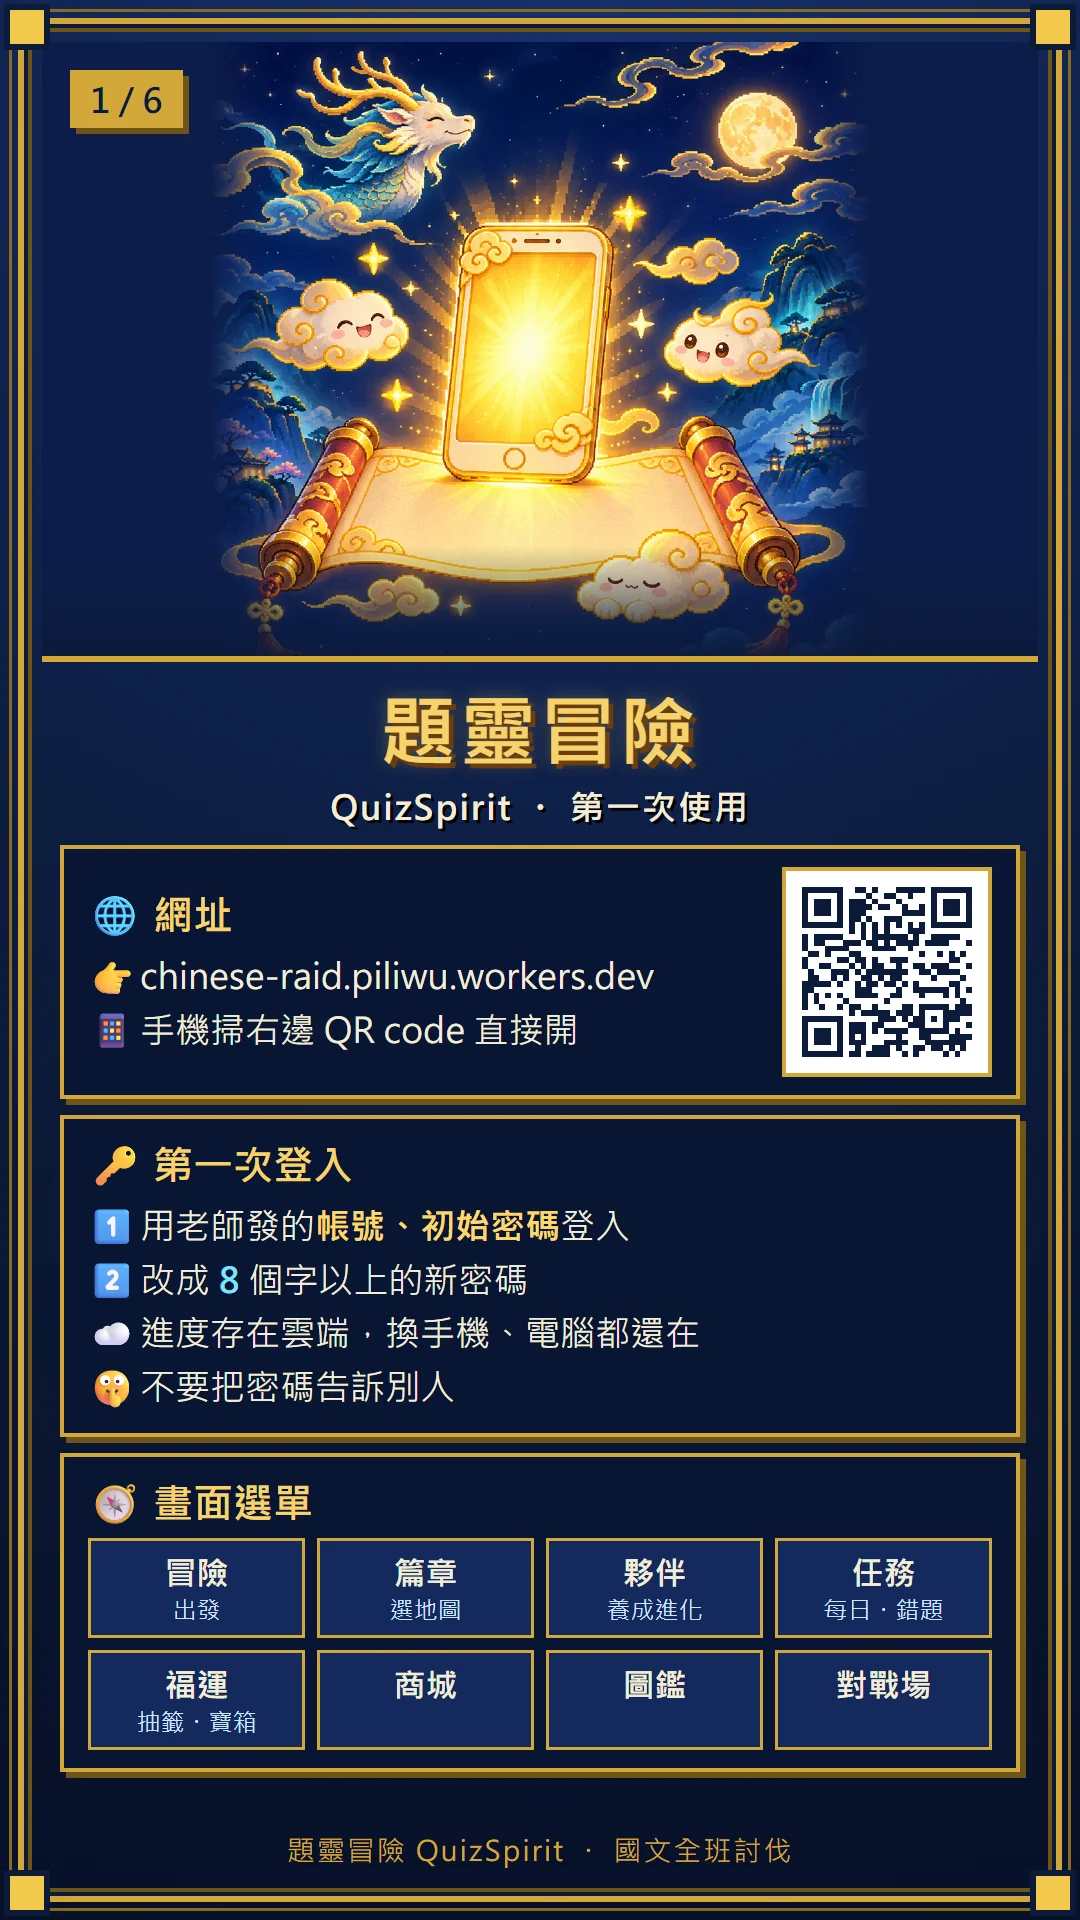 1/6
題靈冒險
QuizSpirit · 第一次使用
網址
chinese-raid.piliwu.workers.dev
手機掃右邊 QR code 直接開
第一次登入
1 用老師發的帳號、初始密碼登入
2 改成 8 個字以上的新密碼
進度存在雲端，換手機、電腦都還在
不要把密碼告訴別人
畫面選單
冒險
出發
篇章
選地圖
夥伴
養成進化
任務
每日 · 錯題
福運
抽籤 · 寶箱
商城
圖鑑
對戰場
題靈冒險 QuizSpirit · 國文全班討伐